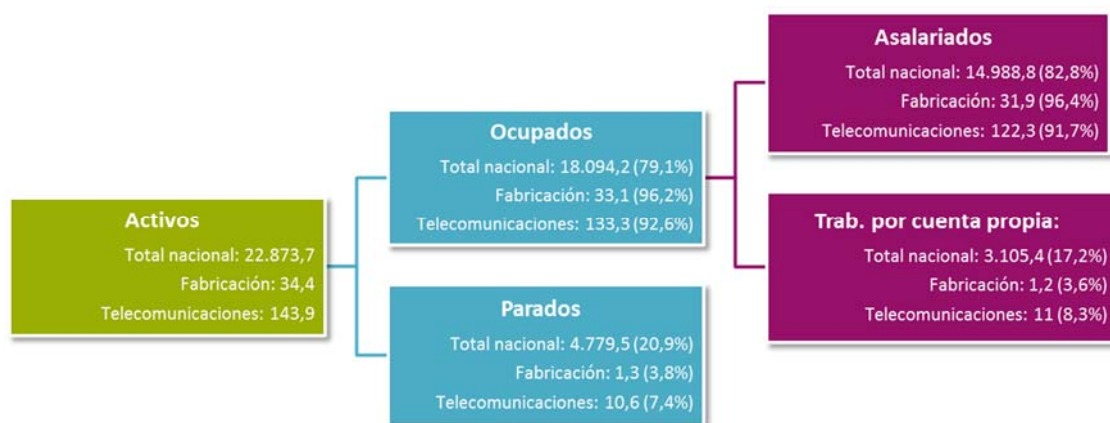 Activos
Total nacional: 22.873,7
Fabricación: 34,4
Telecomunicaciones: 143,9
Ocupados
Total nacional: 18.094,2 (79,1%)
Fabricación: 33,1 (96,2%)
Telecomunicaciones: 133,3 (92,6%)
Parados
Total nacional: 4.779,5 (20,9%)
Fabricación: 1,3 (3,8%)
Telecomunicaciones: 10,6 (7,4%)
Asalariados
Total nacional: 14.988,8 (82,8%)
Fabricación: 31,9 (96,4%)
Telecomunicaciones: 122,3 (91,7%)
Trab. por cuenta propia:
Total nacional: 3.105,4 (17,2%)
Fabricación: 1,2 (3,6%)
Telecomunicaciones: 11 (8,3%)